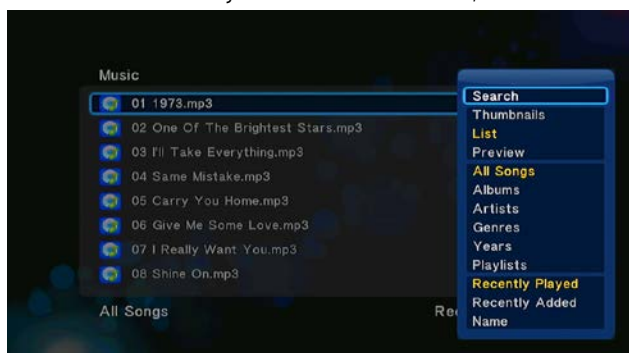 Music
01 1973.mp3
02 One Of The Brightest Stars.mp3
03 I'll Take Everything.mp3
04 Same Mistake.mp3
05 Carry You Home.mp3
06 Give Me Some Love.mp3
07 I Really Want You.mp3
08 Shine On.mp3
All Songs
Search
Thumbnails
List
Preview
All Songs
Albums
Artists
Genres
Years
Playlists
Recently Played
Recently Added
Name